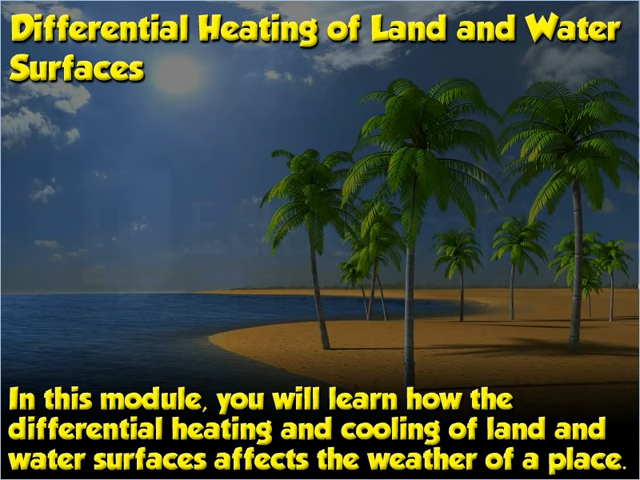 Differential Heating of Land and Water
Surfaces
In this module, you will learn how the
differential heating and cooling of land and
water surfaces affects the weather of a place.